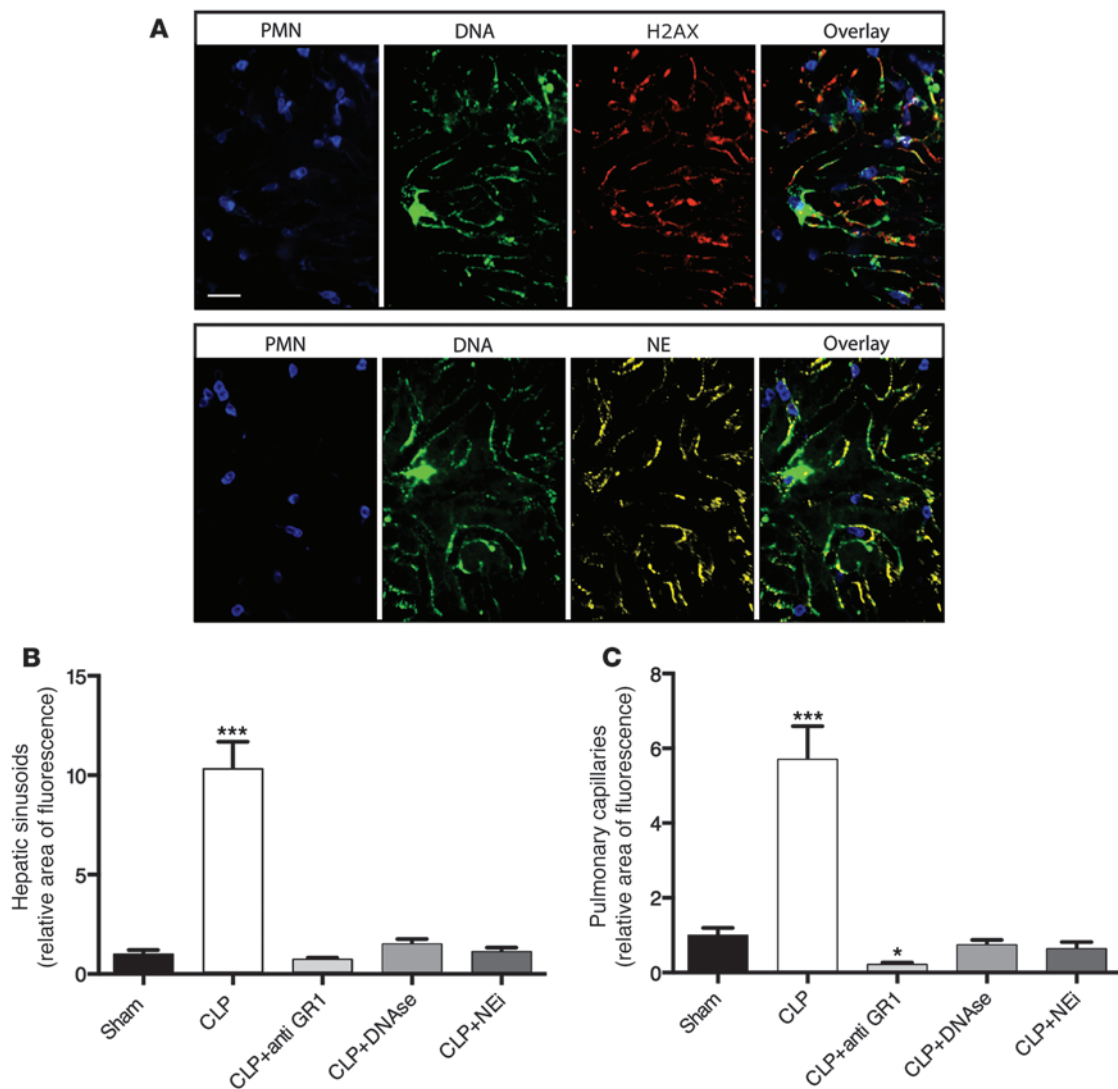 A
PMN DNA H2AX Overlay
PMN DNA NE Overlay
B
Hepatic sinusoids
(relative area of fluorescence)
15
10
5
0
***
Sham
CLP
CLP+anti GR1
CLP+DNAse
CLP+NEi
C
Pulmonary capillaries
(relative area of fluorescence)
8
6
4
2
0
***
*
Sham
CLP
CLP+anti GR1
CLP+DNAse
CLP+NEi